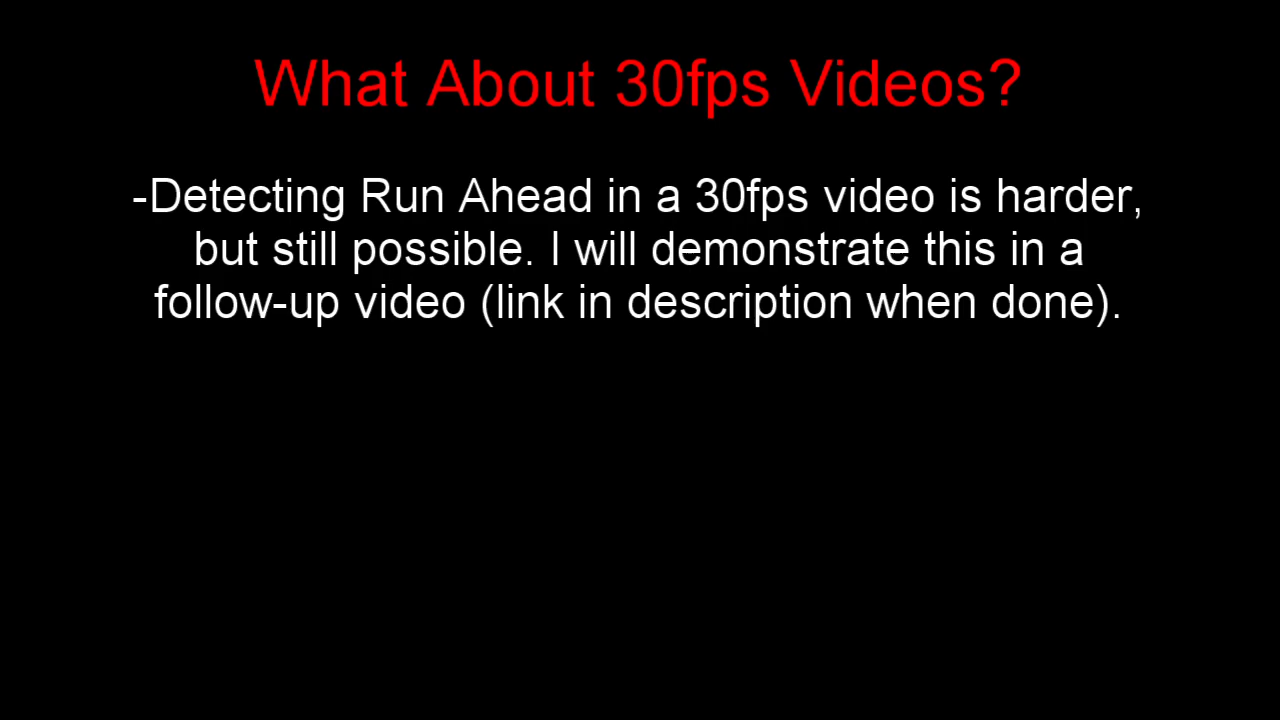 What About 30fps Videos?
-Detecting Run Ahead in a 30fps video is harder,
but still possible. I will demonstrate this in a
follow-up video (link in description when done).